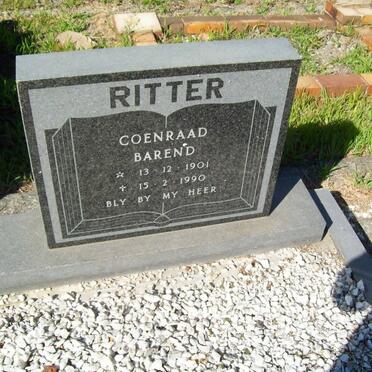 RITTER
COENRAAD
BAREND
☆ 13·12·1901
✝ 15·2·1990
BLY BY MY HEER